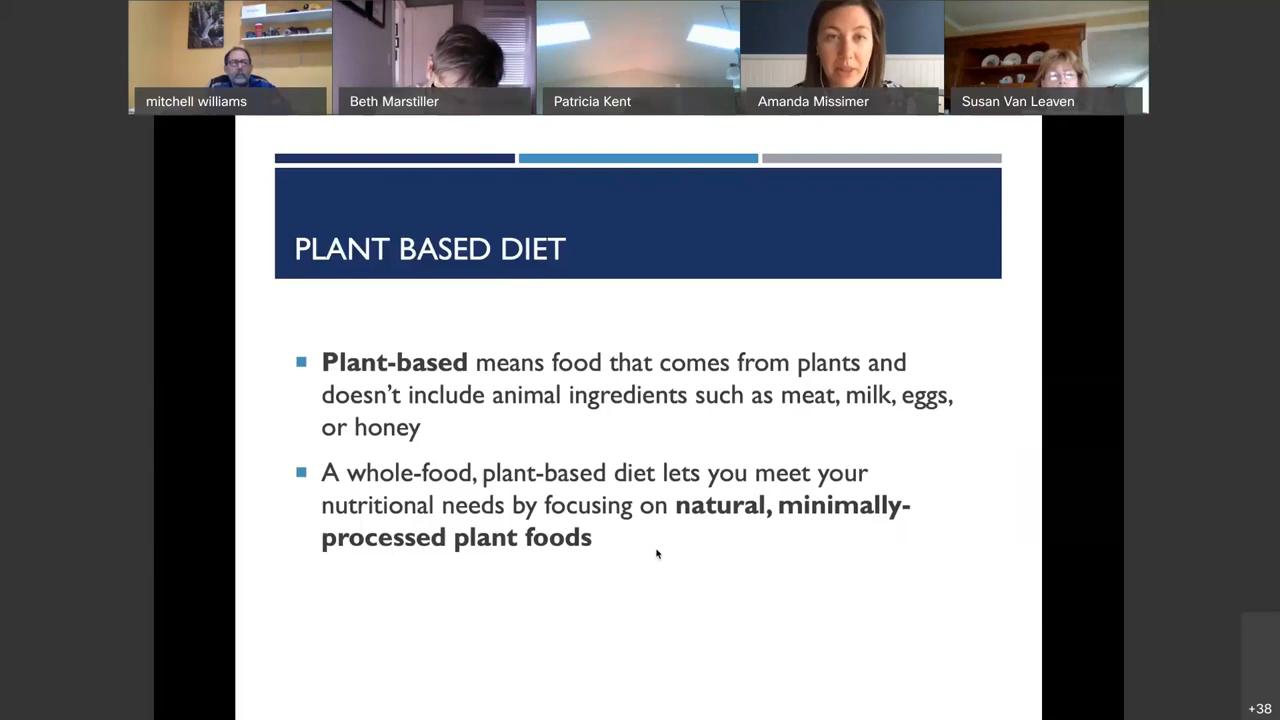 mitchell williams
Beth Marstiller
Patricia Kent
Amanda Missimer
Susan Van Leaven
PLANT BASED DIET
Plant-based means food that comes from plants and
doesn’t include animal ingredients such as meat, milk, eggs,
or honey
A whole-food, plant-based diet lets you meet your
nutritional needs by focusing on natural, minimally-
processed plant foods
+38